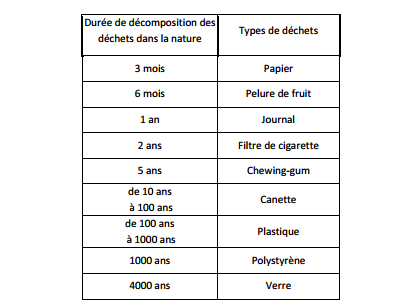 Durée de décomposition des
déchets dans la nature
Types de déchets
3 mois
Papier
6 mois
Pelure de fruit
1 an
Journal
2 ans
Filtre de cigarette
5 ans
Chewing-gum
de 10 ans
à 100 ans
Canette
de 100 ans
à 1000 ans
Plastique
1000 ans
Polystyrène
4000 ans
Verre